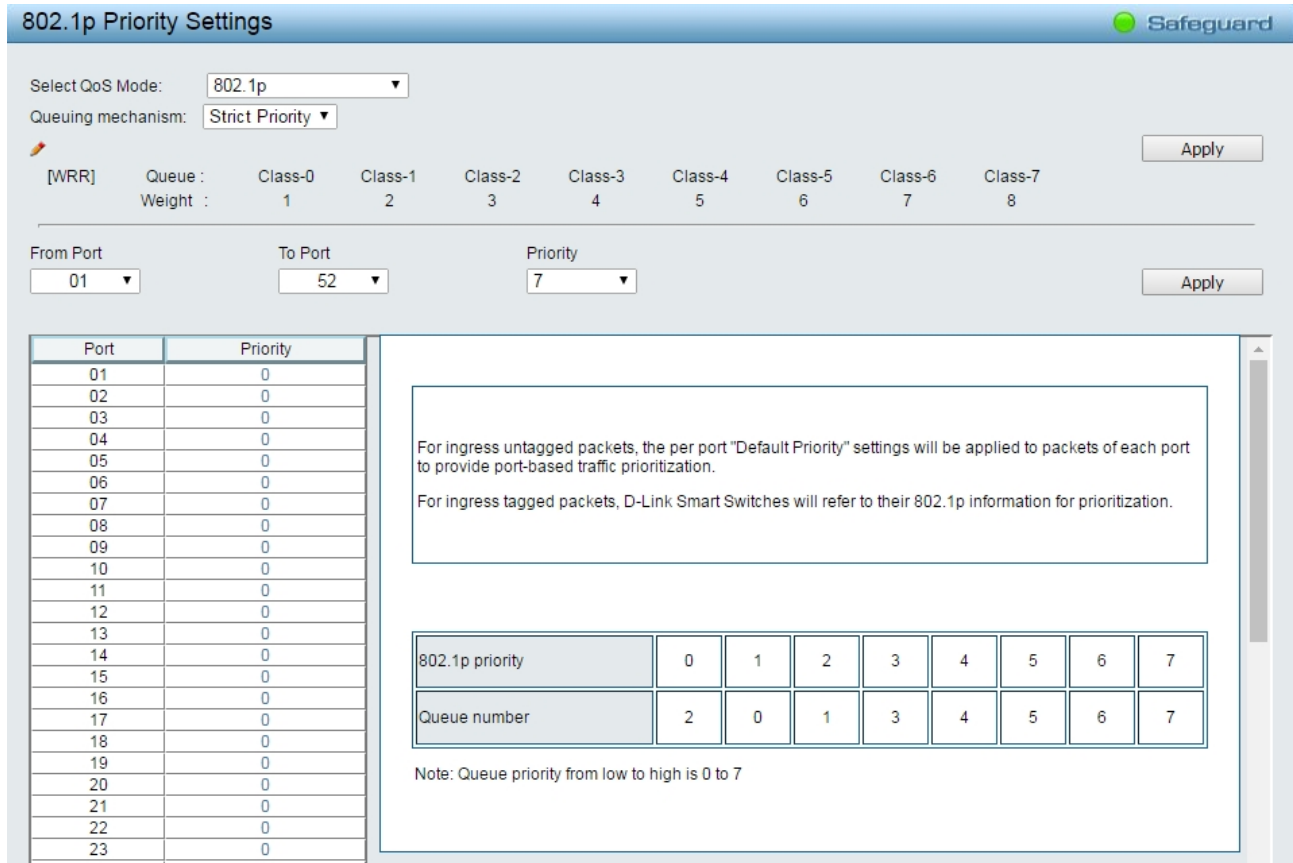 802.1p Priority Settings
Safeguard
Select QoS Mode: 802.1p
Queuing mechanism: Strict Priority
Apply
[WRR] Queue : Class-0 Class-1 Class-2 Class-3 Class-4 Class-5 Class-6 Class-7
Weight : 1 2 3 4 5 6 7 8
From Port To Port Priority
01 52 7 Apply
Port Priority
01 0
02 0
03 0
04 0
05 0
06 0
07 0
08 0
09 0
10 0
11 0
12 0
13 0
14 0
15 0
16 0
17 0
18 0
19 0
20 0
21 0
22 0
23 0
For ingress untagged packets, the per port "Default Priority" settings will be applied to packets of each port
to provide port-based traffic prioritization.
For ingress tagged packets, D-Link Smart Switches will refer to their 802.1p information for prioritization.
802.1p priority 0 1 2 3 4 5 6 7
Queue number 2 0 1 3 4 5 6 7
Note: Queue priority from low to high is 0 to 7